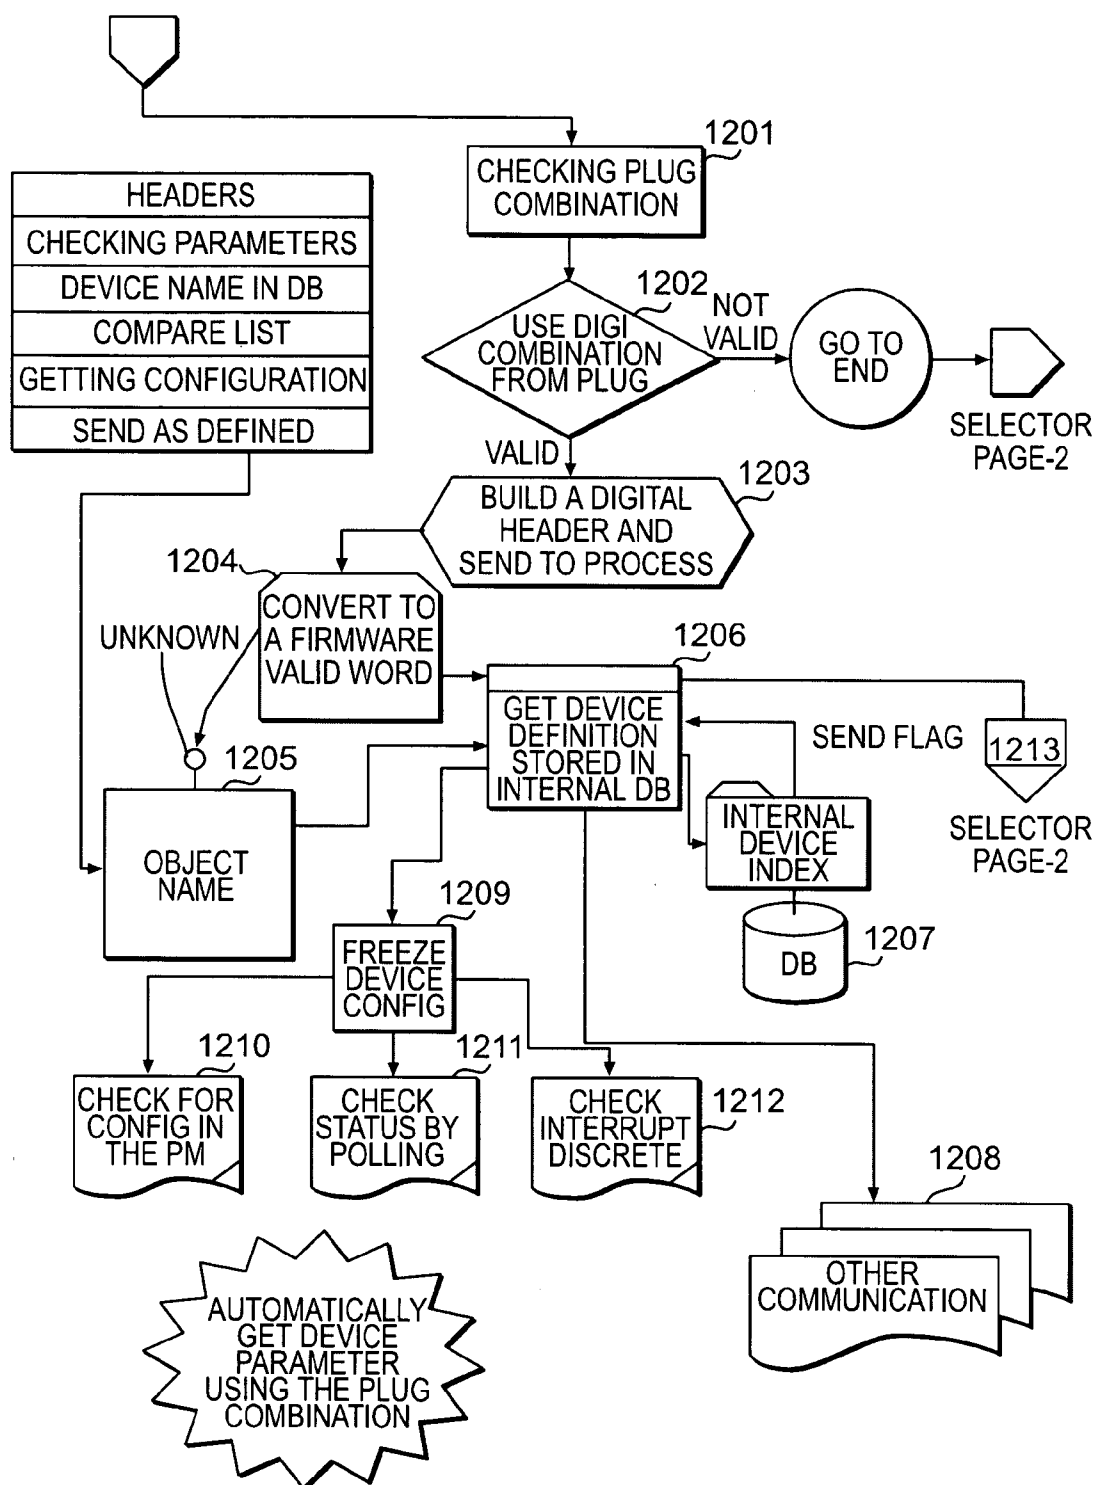 1201
CHECKING PLUG
COMBINATION
HEADERS
CHECKING PARAMETERS
DEVICE NAME IN DB
COMPARE LIST
GETTING CONFIGURATION
SEND AS DEFINED
1202
USE DIGI
COMBINATION
FROM PLUG
NOT
VALID
GO TO
END
SELECTOR
PAGE-2
VALID
1203
BUILD A DIGITAL
HEADER AND
SEND TO PROCESS
1204
CONVERT TO
A FIRMWARE
VALID WORD
UNKNOWN
1205
OBJECT
NAME
1206
GET DEVICE
DEFINITION
STORED IN
INTERNAL DB
SEND FLAG
1213
SELECTOR
PAGE-2
INTERNAL
DEVICE
INDEX
DB
1207
1209
FREEZE
DEVICE
CONFIG
1210
CHECK FOR
CONFIG IN
THE PM
1211
CHECK
STATUS BY
POLLING
1212
CHECK
INTERRUPT
DISCRETE
1208
OTHER
COMMUNICATION
AUTOMATICALLY
GET DEVICE
PARAMETER
USING THE PLUG
COMBINATION